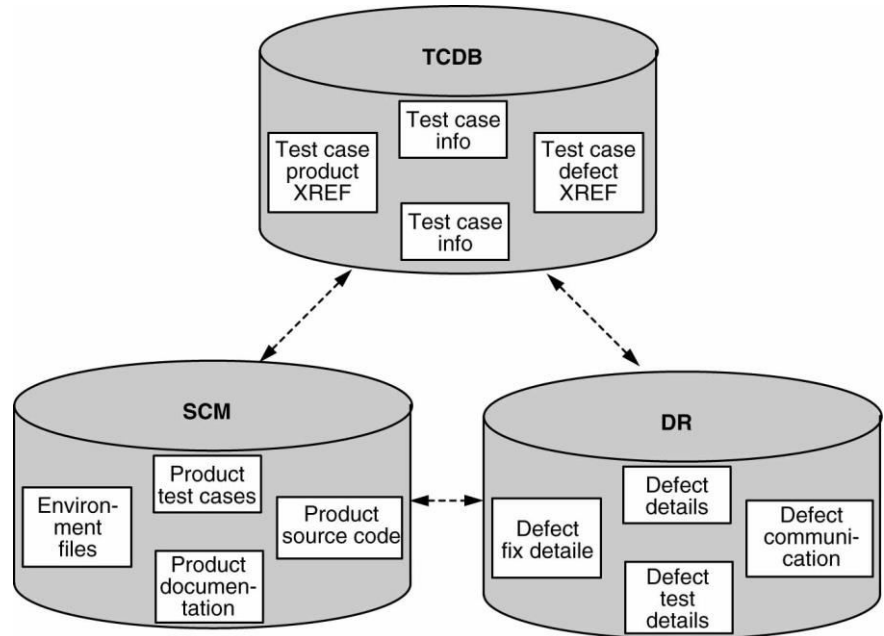 TCDB
Test case
info
Test case
product
XREF
Test case
defect
XREF
Test case
info
SCM
Product
test cases
Environ-
ment
files
Product
source code
Product
documen-
tation
DR
Defect
details
Defect
fix detaile
Defect
communi-
cation
Defect
test
details